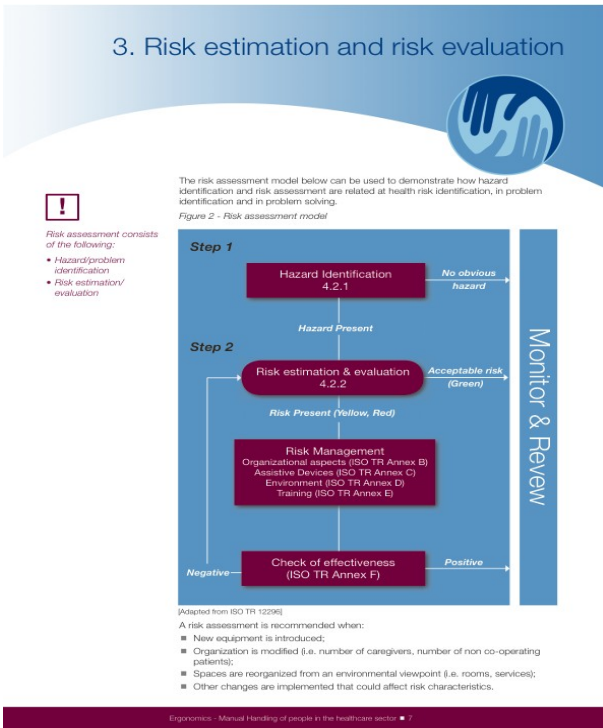 3. Risk estimation and risk evaluation
The risk assessment model below can be used to demonstrate how hazard
identification and risk assessment are related at health risk identification, in problem
identification and in problem solving.
Figure 2 - Risk assessment model
!
Risk assessment consists
of the following:
• Hazard/problem
identification
• Risk estimation/
evaluation
Step 1
Hazard Identification
4.2.1
No obvious
hazard
Hazard Present
Step 2
Risk estimation & evaluation
4.2.2
Acceptable risk
(Green)
Risk Present (Yellow, Red)
Risk Management
Organizational aspects (ISO TR Annex B)
Assistive Devices (ISO TR Annex C)
Environment (ISO TR Annex D)
Training (ISO TR Annex E)
Check of effectiveness
(ISO TR Annex F)
Negative
Positive
Monitor & Revew
[Adapted from ISO TR 12296]
A risk assessment is recommended when:
■ New equipment is introduced;
■ Organization is modified (i.e. number of caregivers, number of non co-operating
patients);
■ Spaces are reorganized from an environmental viewpoint (i.e. rooms, services);
■ Other changes are implemented that could affect risk characteristics.
Ergonomics - Manual Handling of people in the healthcare sector ■ 7